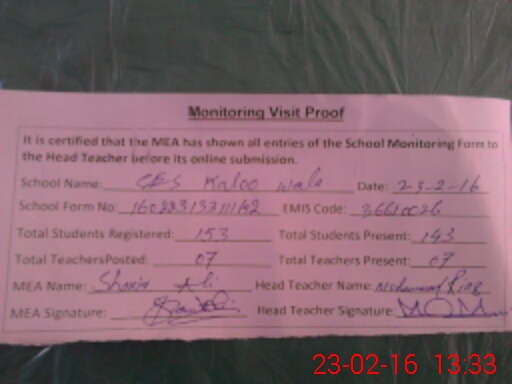 Monitoring Visit Proof
It is certified that the MEA has shown all entries of the School Monitoring Form to
the Head Teacher before its online submission.
School Name: GES Kaloo wala Date: 23-2-16
School Form No: EMIS Code:
Total Students Registered: 153 Total Students Present: 143
Total TeachersPosted: 07 Total Teachers Present: 07
MEA Name: Ali Head Teacher Name:
MEA Signature: Head Teacher Signature:
23-02-16 13:33